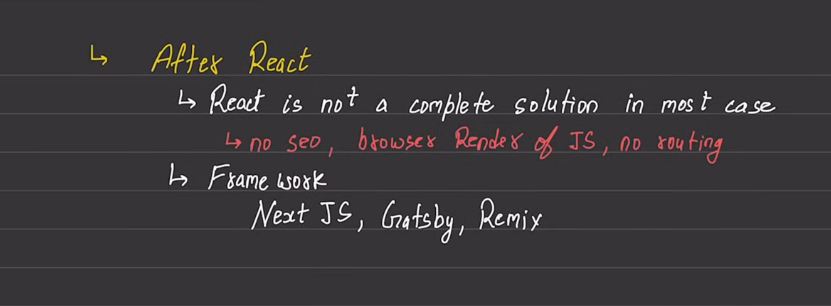 ↳ After React
↳ React is not a complete solution in most case
↳ no seo, browser Render of JS, no routing
↳ Frame work
Next JS, Gatsby, Remix